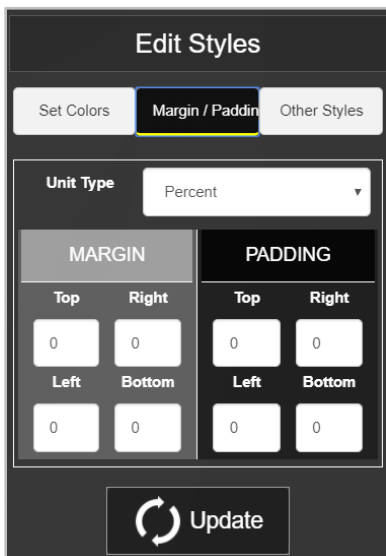 Edit Styles
Set Colors Margin / Paddin Other Styles
Unit Type Percent
MARGIN PADDING
Top Right Top Right
0 0 0 0
Left Bottom Left Bottom
0 0 0 0
Update